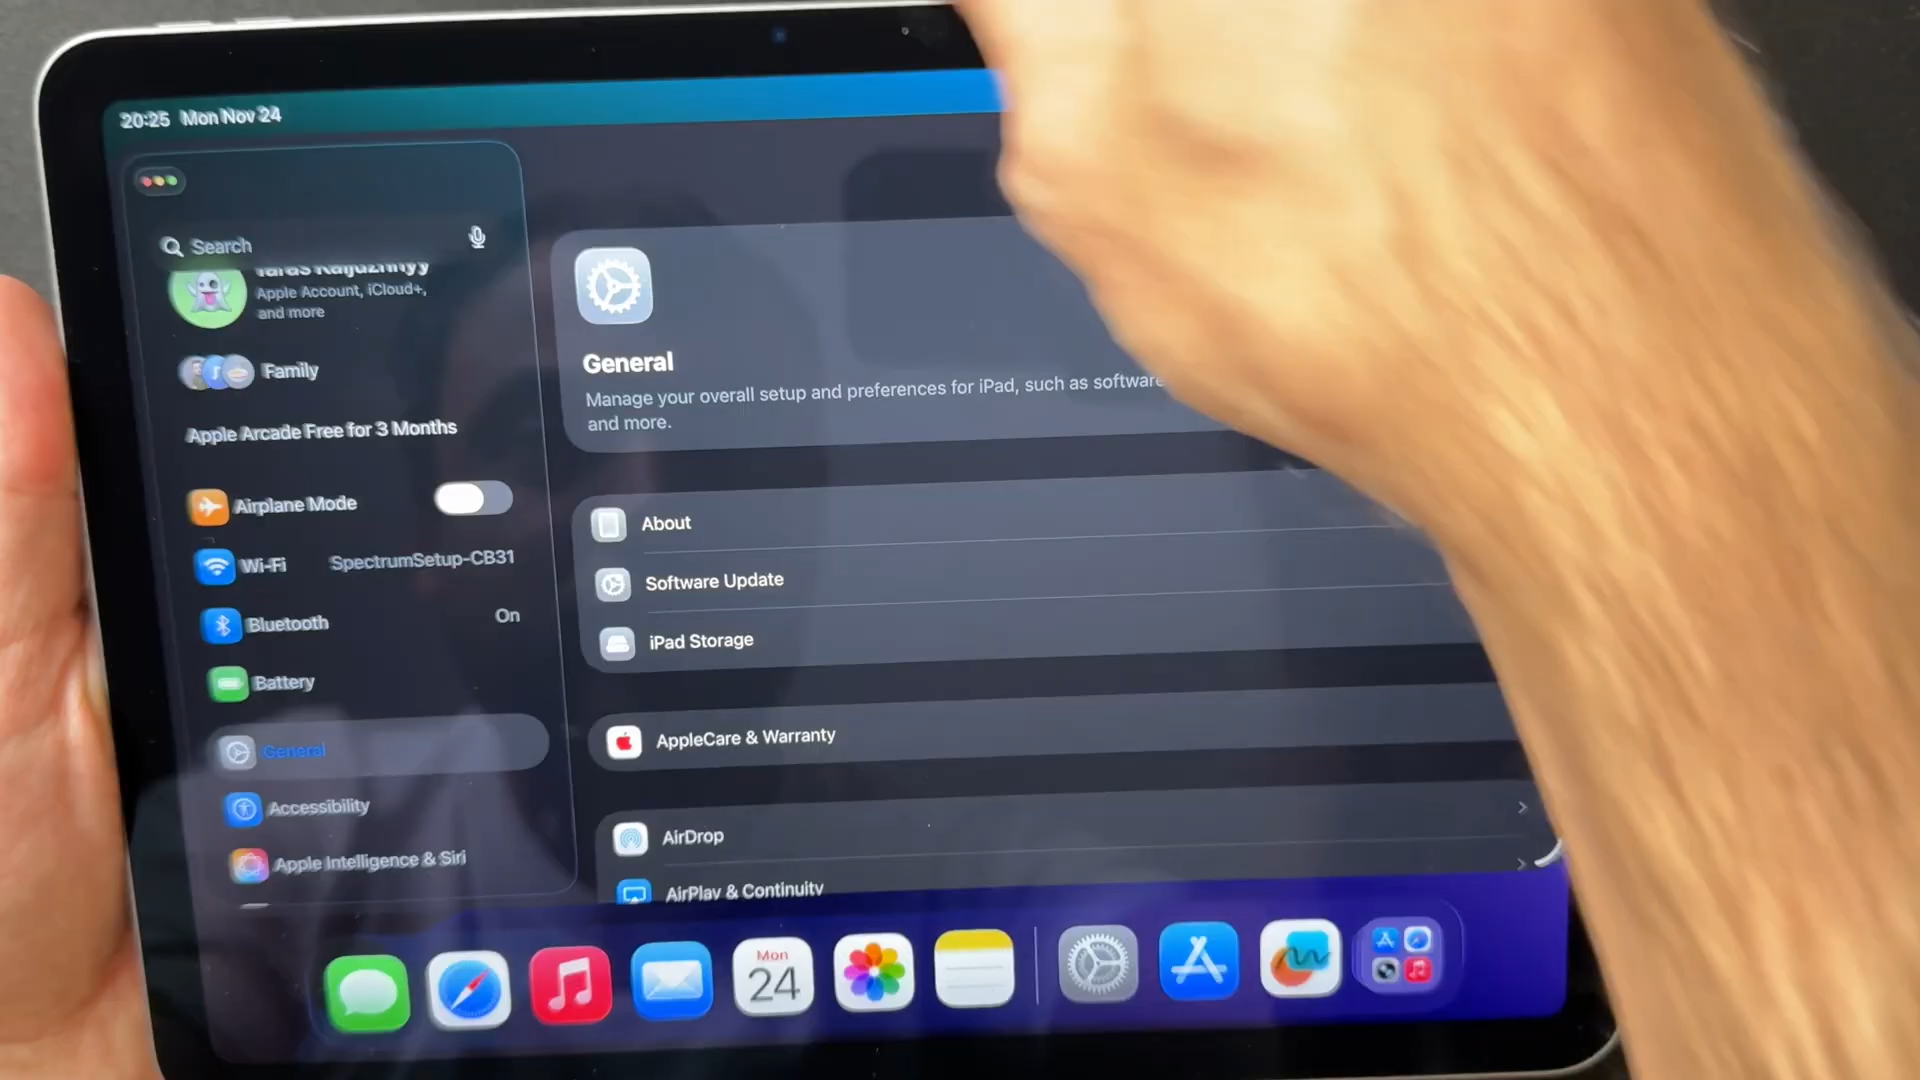 20:25 Mon Nov 24
Search
Apple Account, iCloud+,
and more
Family
Apple Arcade Free for 3 Months
Airplane Mode
Wi-Fi SpectrumSetup-CB31
Bluetooth On
Battery
General
Accessibility
Apple Intelligence & Siri
General
Manage your overall setup and preferences for iPad, such as software
and more.
About
Software Update
iPad Storage
AppleCare & Warranty
AirDrop
AirPlay & Continuity
Mon
24